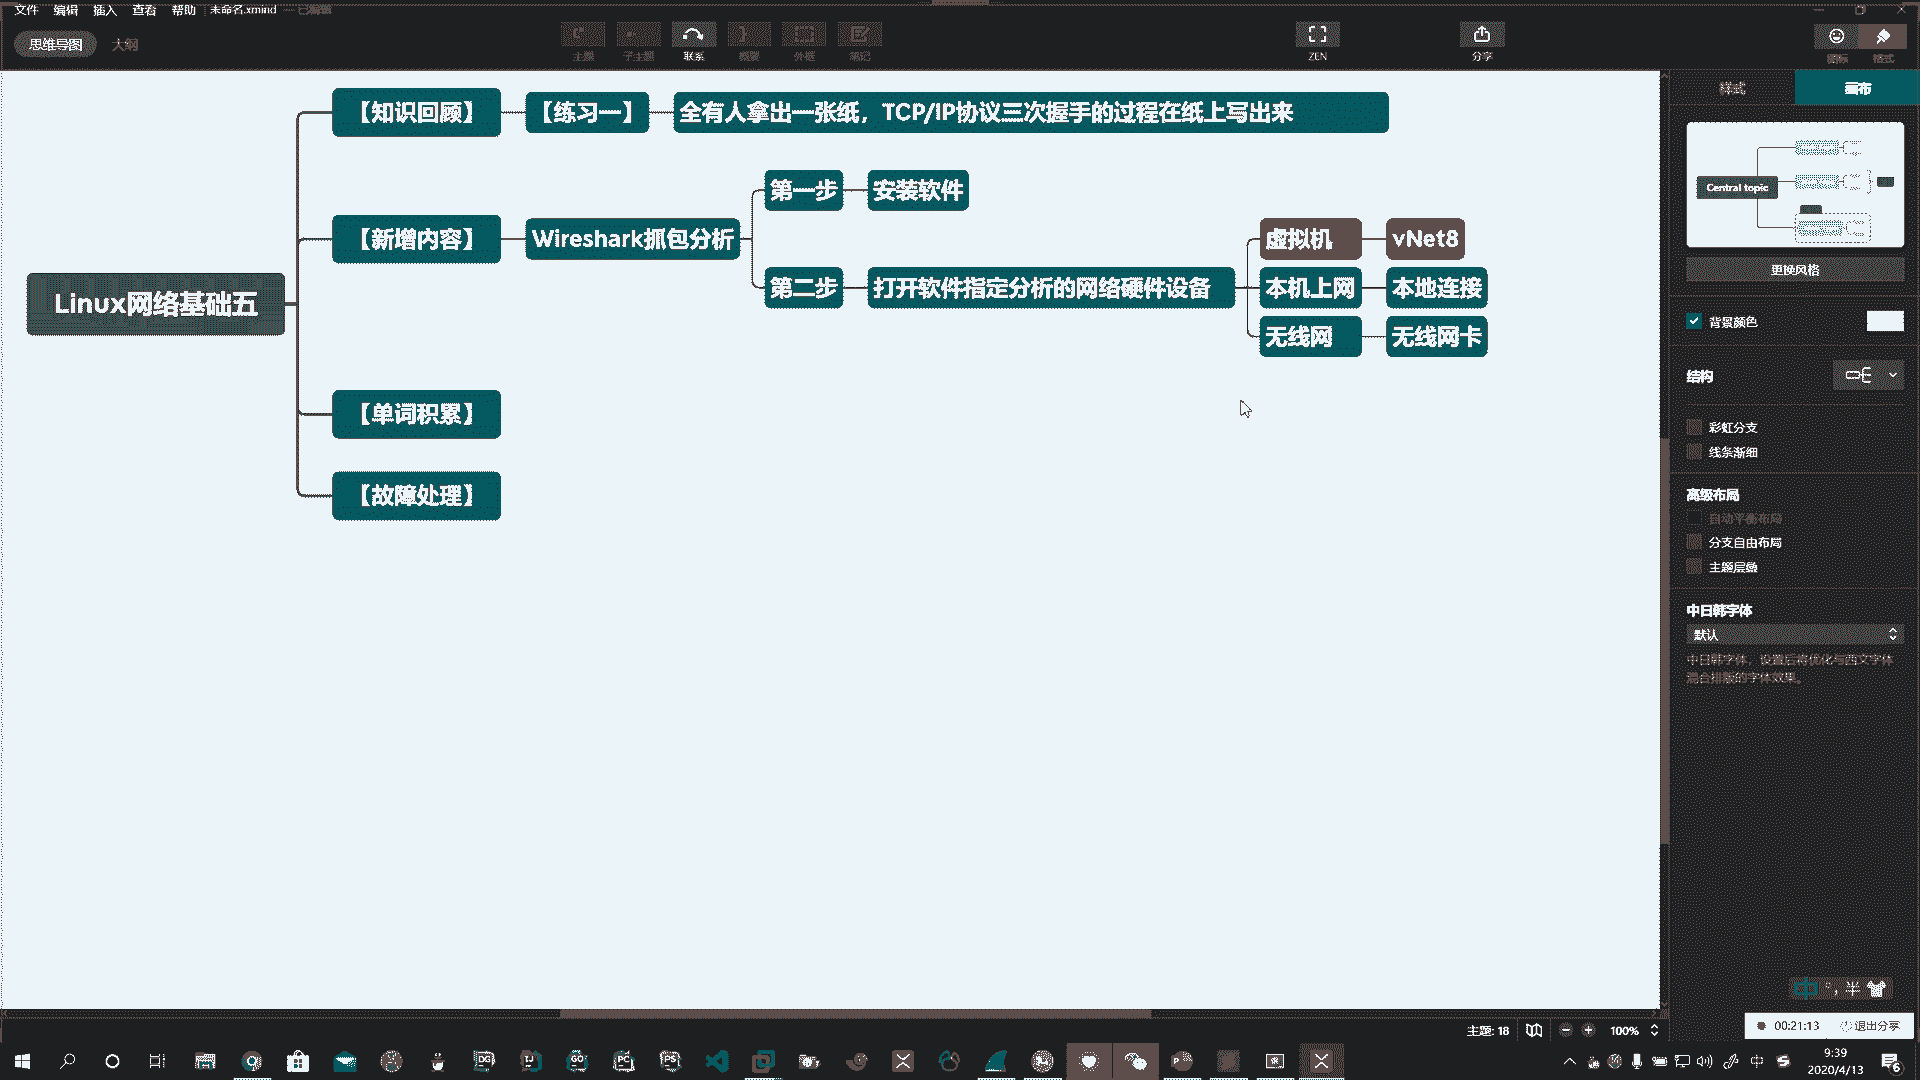 文件 编辑 插入 查看 帮助 未命名.xmind — 已编辑
思维导图 大纲
主题 子主题 联系 概要 外框 笔记 ZEN 分享 图标 格式
样式 画布
【知识回顾】 【练习一】 全有人拿出一张纸，TCP/IP协议三次握手的过程在纸上写出来
第一步 安装软件
【新增内容】 Wireshark抓包分析
虚拟机 vNet8
第二步 打开软件指定分析的网络硬件设备 本机上网 本地连接
无线网 无线网卡
Linux网络基础五
【单词积累】
【故障处理】
Central topic
更换风格
背景颜色
结构
彩虹分支
线条渐细
高级布局
自动平衡布局
分支自由布局
主题层叠
中日韩字体
默认
中日韩字体，设置后将优化与西文字体
混合排版的字体效果。
中 °, 半
主题: 18 100%
00:21:13 退出分享
DG IJ GO PC PS
中
9:39
2020/4/13
6